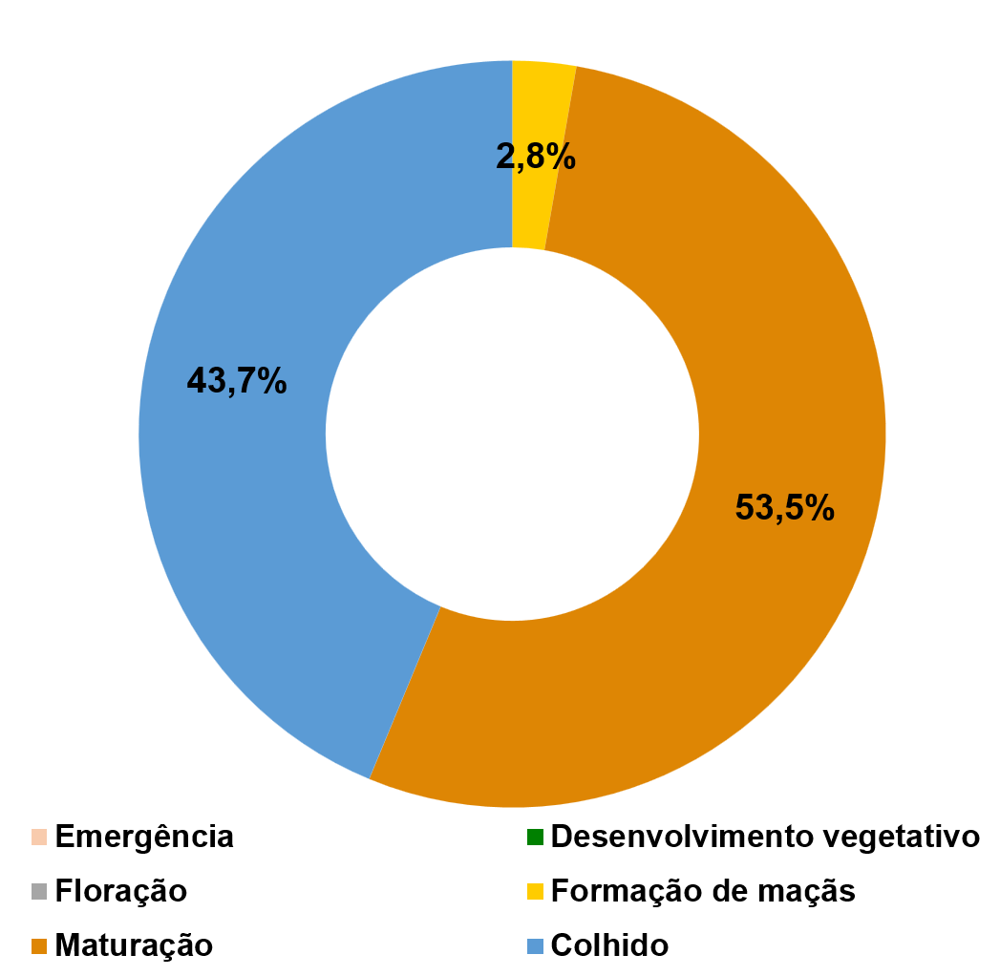 2,8%
43,7%
53,5%
Emergência
Desenvolvimento vegetativo
Floração
Formação de maçãs
Maturação
Colhido